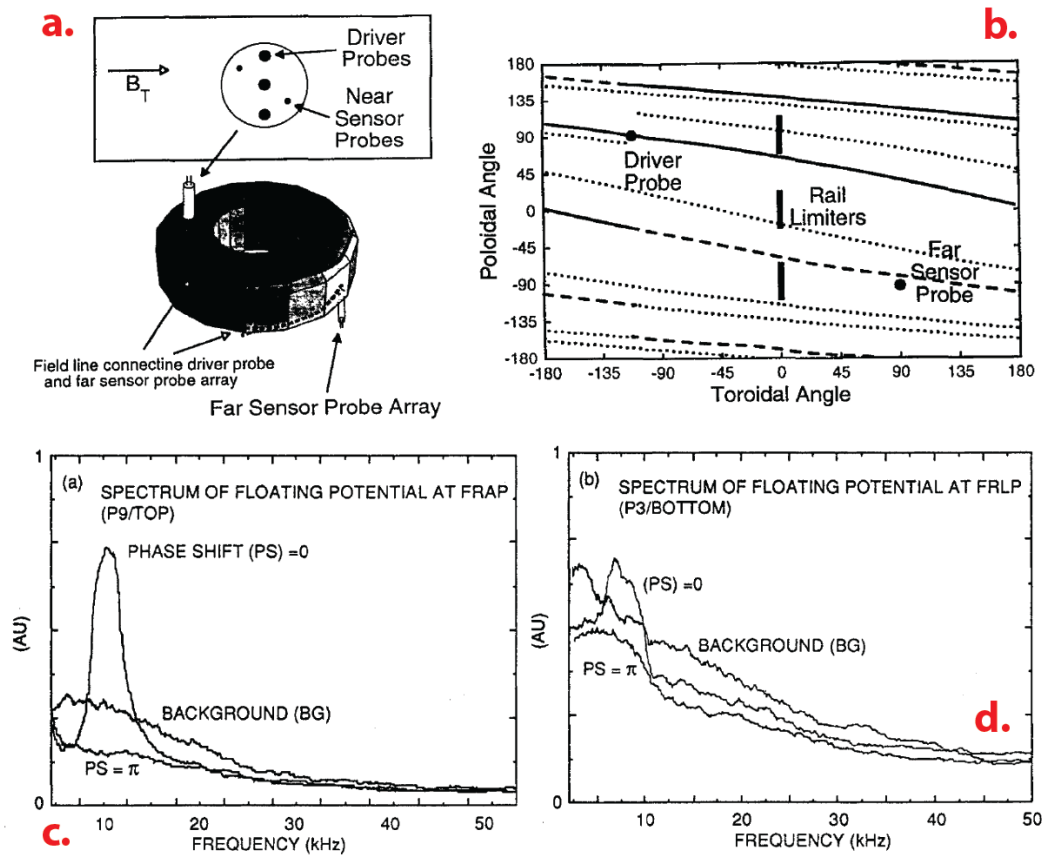 a.
Driver
Probes
B_T
Near
Sensor
Probes
Field line connectine driver probe
and far sensor probe array
Far Sensor Probe Array
b.
180
135
90
45
0
-45
-90
-135
-180
Poloidal Angle
Driver
Probe
Rail
Limiters
Far
Sensor
Probe
-180 -135 -90 -45 0 45 90 135 180
Toroidal Angle
1
(a)
SPECTRUM OF FLOATING POTENTIAL AT FRAP
(P9/TOP)
PHASE SHIFT (PS) =0
(AU)
BACKGROUND (BG)
PS = π
0
10 20 30 40 50
FREQUENCY (kHz)
c.
1
(b)
SPECTRUM OF FLOATING POTENTIAL AT FRLP
(P3/BOTTOM)
(PS) =0
(AU)
BACKGROUND (BG)
PS = π
d.
0
10 20 30 40 50
FREQUENCY (kHz)